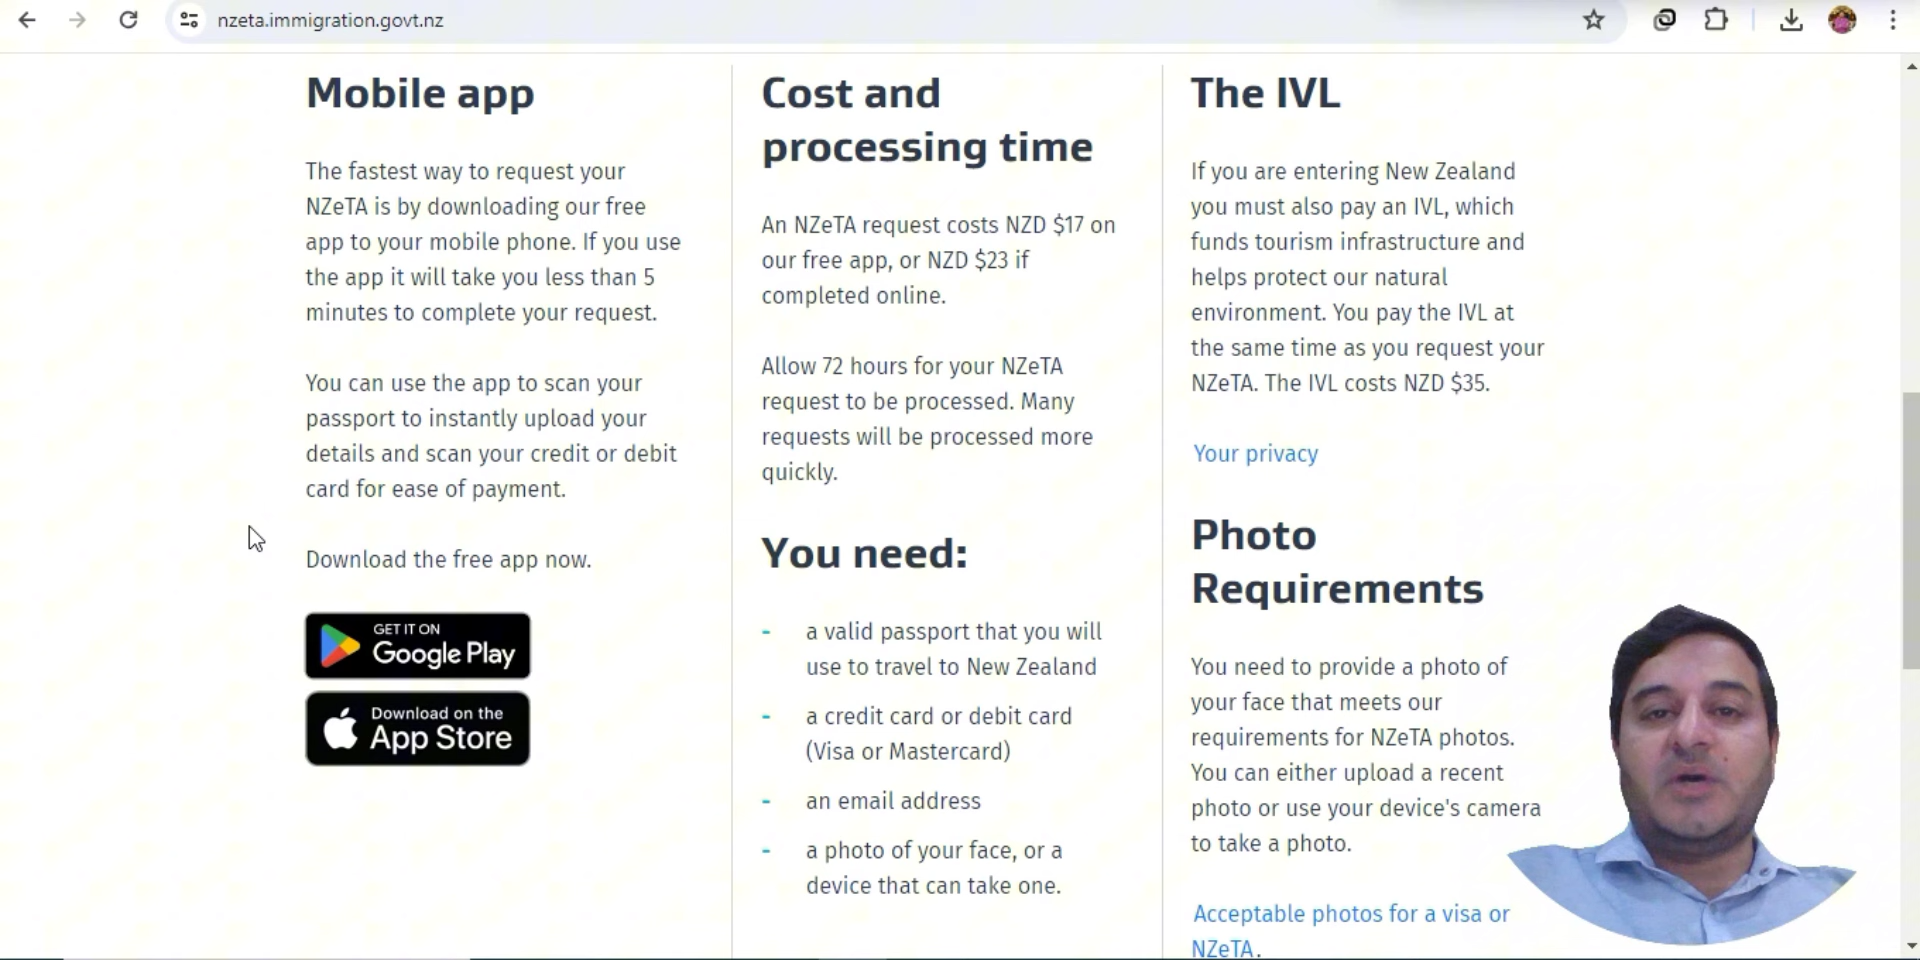 nzeta.immigration.govt.nz
Mobile app
The fastest way to request your
NZeTA is by downloading our free
app to your mobile phone. If you use
the app it will take you less than 5
minutes to complete your request.
You can use the app to scan your
passport to instantly upload your
details and scan your credit or debit
card for ease of payment.
Download the free app now.
GET IT ON
Google Play
Download on the
App Store
Cost and
processing time
An NZeTA request costs NZD $17 on
our free app, or NZD $23 if
completed online.
Allow 72 hours for your NZeTA
request to be processed. Many
requests will be processed more
quickly.
You need:
- a valid passport that you will
use to travel to New Zealand
- a credit card or debit card
(Visa or Mastercard)
- an email address
- a photo of your face, or a
device that can take one.
The IVL
If you are entering New Zealand
you must also pay an IVL, which
funds tourism infrastructure and
helps protect our natural
environment. You pay the IVL at
the same time as you request your
NZeTA. The IVL costs NZD $35.
Your privacy
Photo
Requirements
You need to provide a photo of
your face that meets our
requirements for NZeTA photos.
You can either upload a recent
photo or use your device's camera
to take a photo.
Acceptable photos for a visa or
NZeTA.